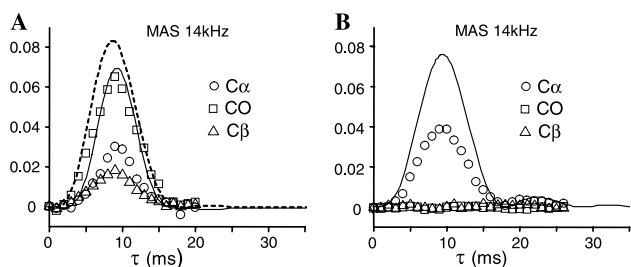 A
MAS 14kHz
0.08
0.06
0.04
0.02
0
○ Cα
□ CO
△ Cβ
0 10 20 30
τ (ms)
B
MAS 14kHz
0.08
0.06
0.04
0.02
0
○ Cα
□ CO
△ Cβ
0 10 20 30
τ (ms)